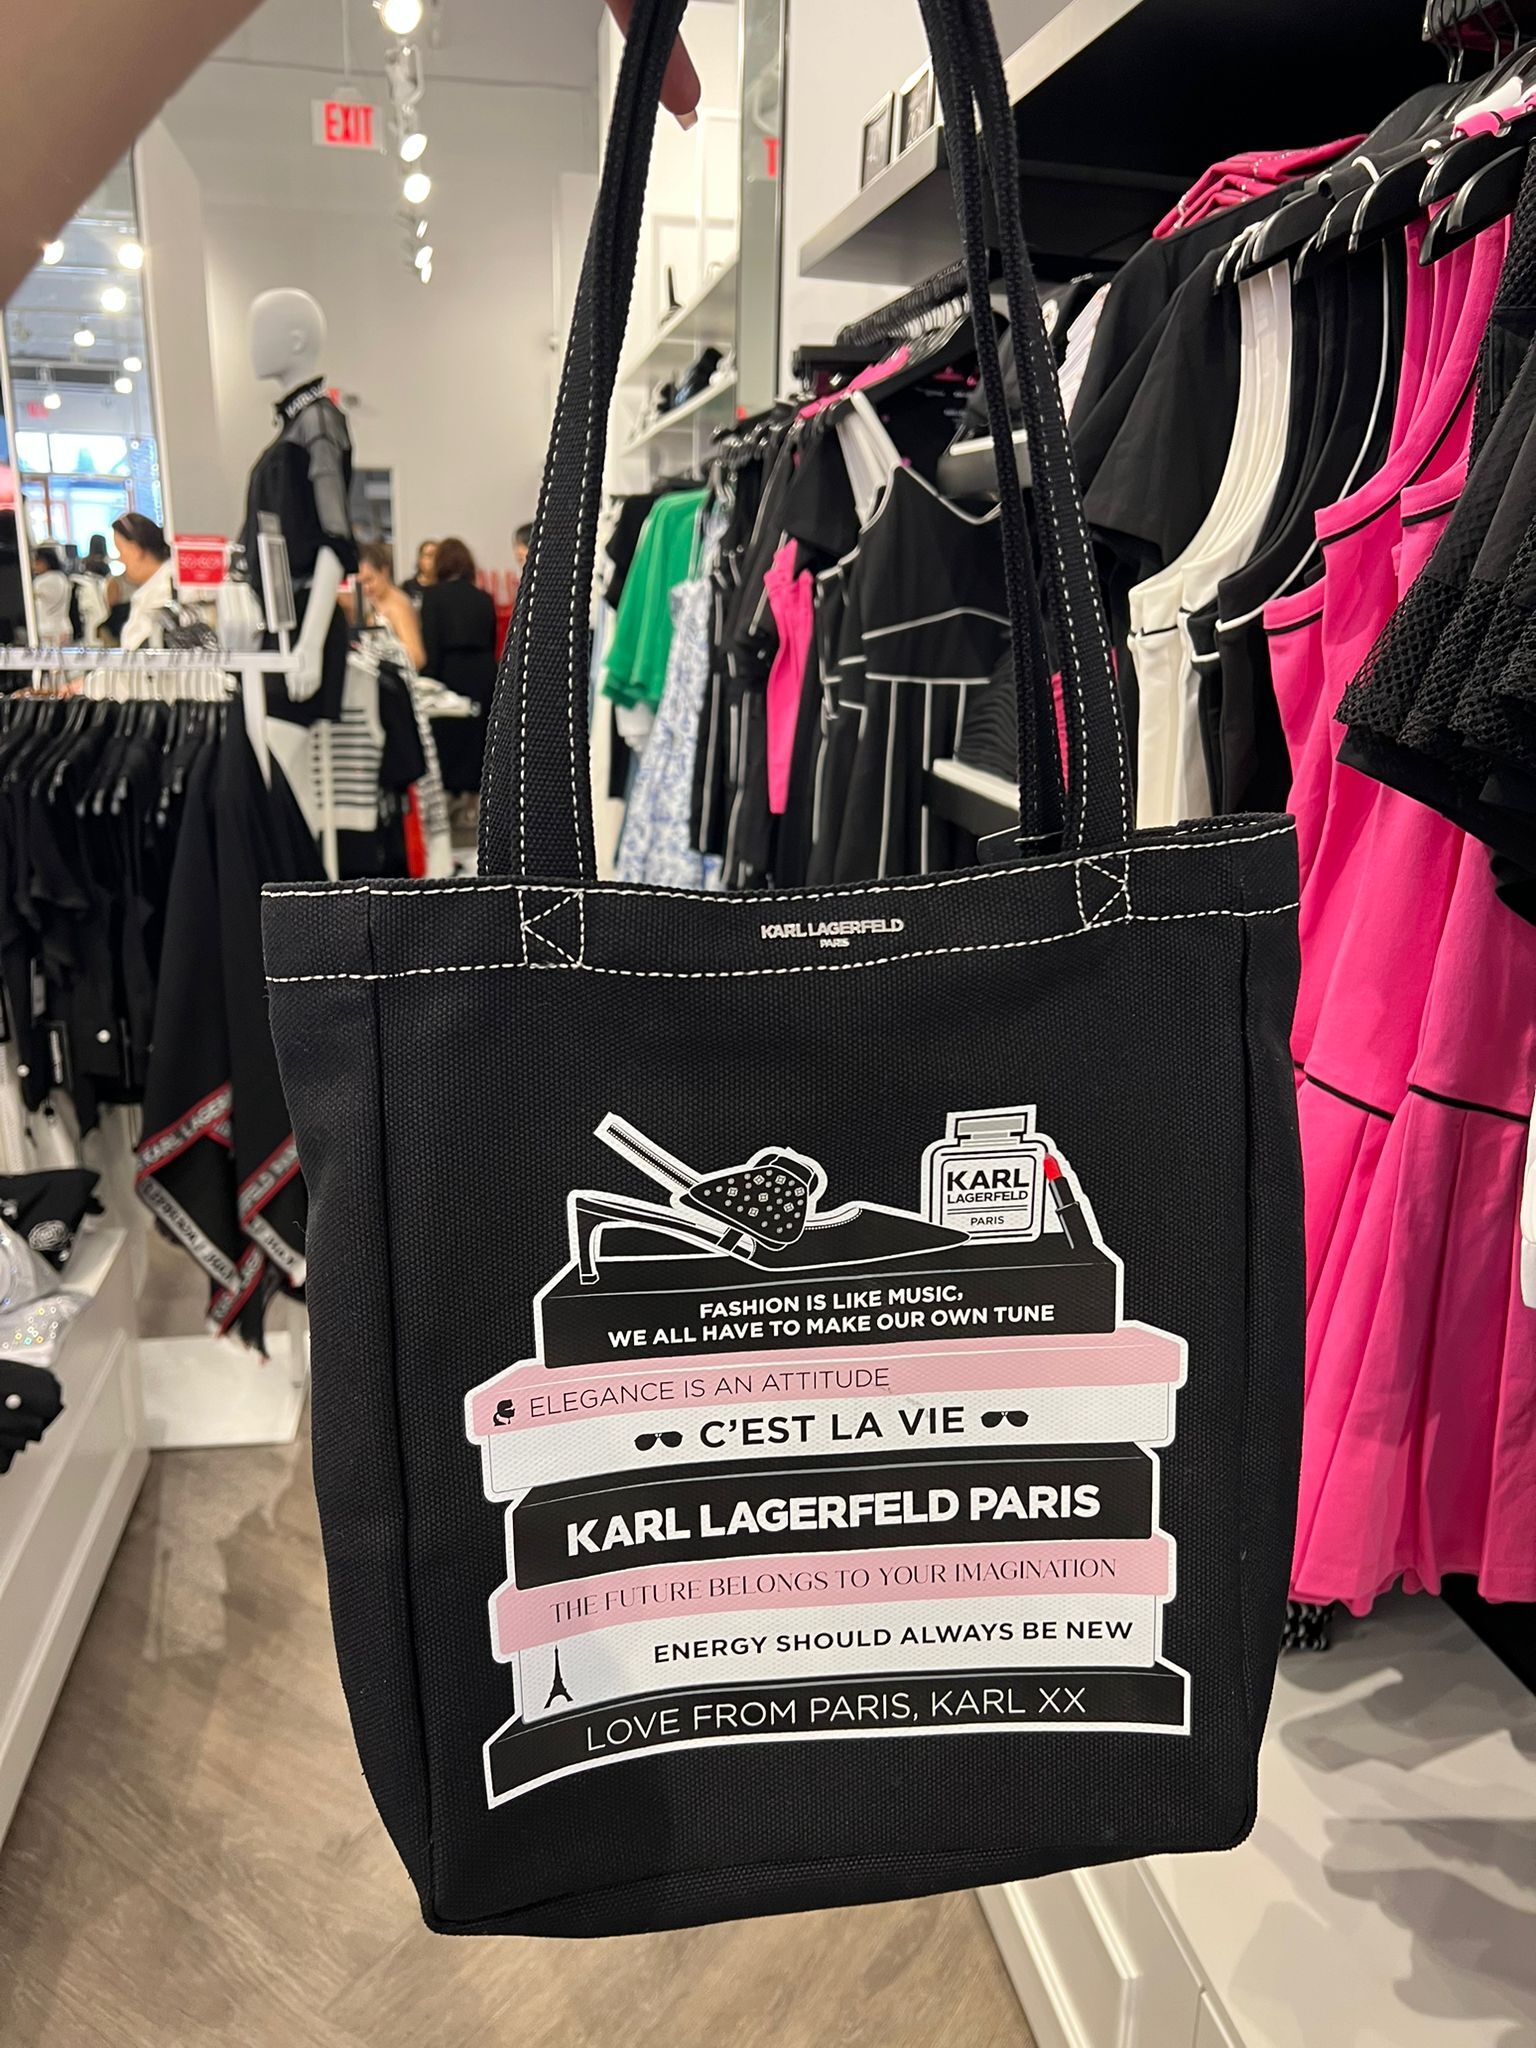 EXIT
KARL LAGERFELD
PARIS
KARL
LAGERFELD
PARIS
FASHION IS LIKE MUSIC,
WE ALL HAVE TO MAKE OUR OWN TUNE
ELEGANCE IS AN ATTITUDE
C'EST LA VIE
KARL LAGERFELD PARIS
THE FUTURE BELONGS TO YOUR IMAGINATION
ENERGY SHOULD ALWAYS BE NEW
LOVE FROM PARIS, KARL XX